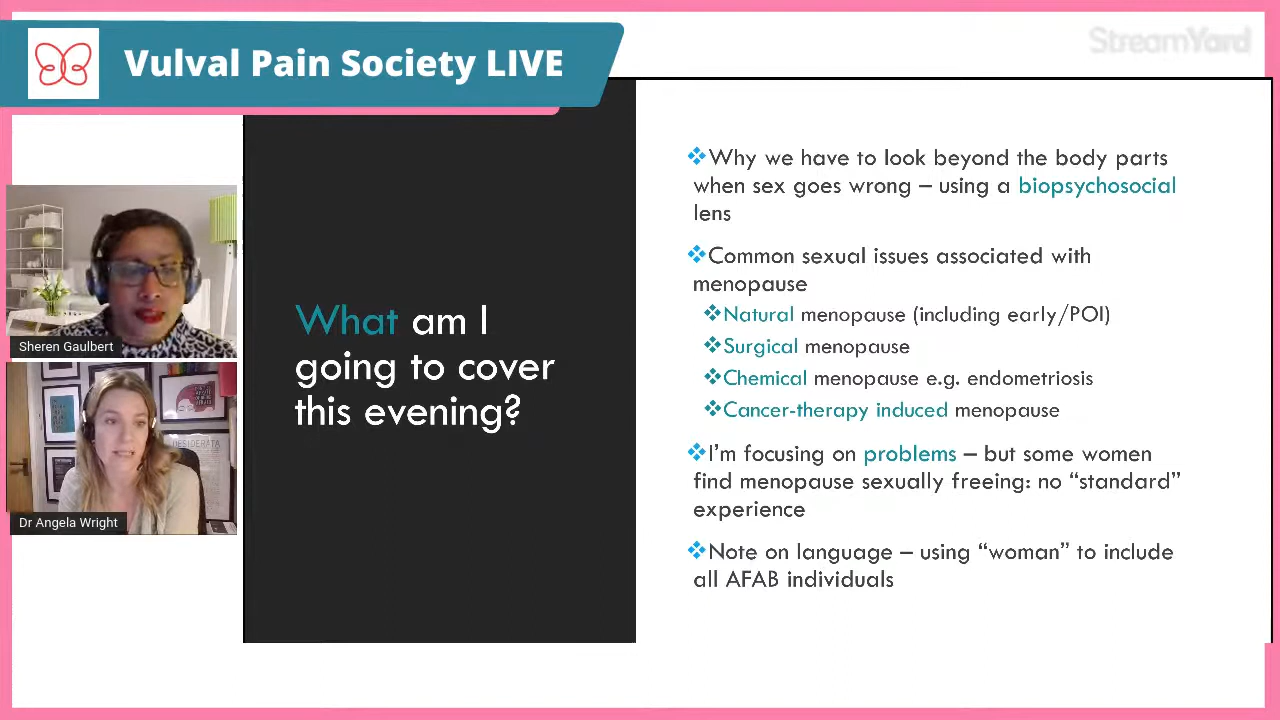 Vulval Pain Society LIVE
StreamYard
Sheren Gaulbert
Dr Angela Wright
DESIDERATA
What am I
going to cover
this evening?
❖Why we have to look beyond the body parts
when sex goes wrong – using a biopsychosocial
lens
❖Common sexual issues associated with
menopause
❖Natural menopause (including early/POI)
❖Surgical menopause
❖Chemical menopause e.g. endometriosis
❖Cancer-therapy induced menopause
❖I’m focusing on problems – but some women
find menopause sexually freeing: no “standard”
experience
❖Note on language – using “woman” to include
all AFAB individuals